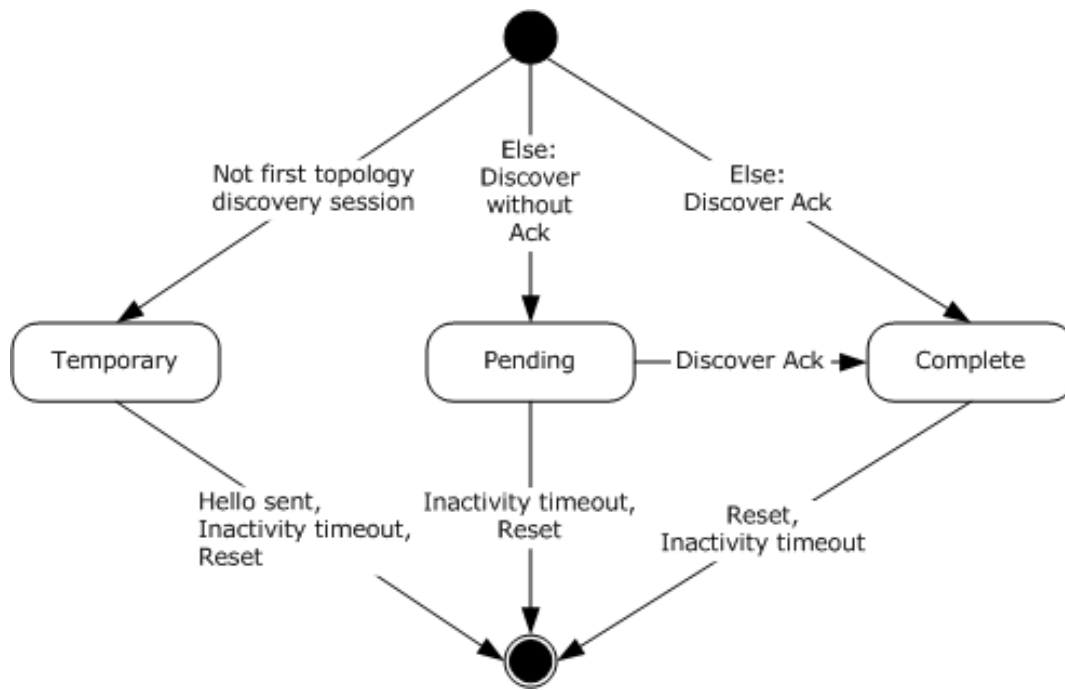 Not first topology
discovery session
Else:
Discover
without
Ack
Else:
Discover Ack
Temporary
Pending
Discover Ack
Complete
Hello sent,
Inactivity timeout,
Reset
Inactivity timeout,
Reset
Reset,
Inactivity timeout